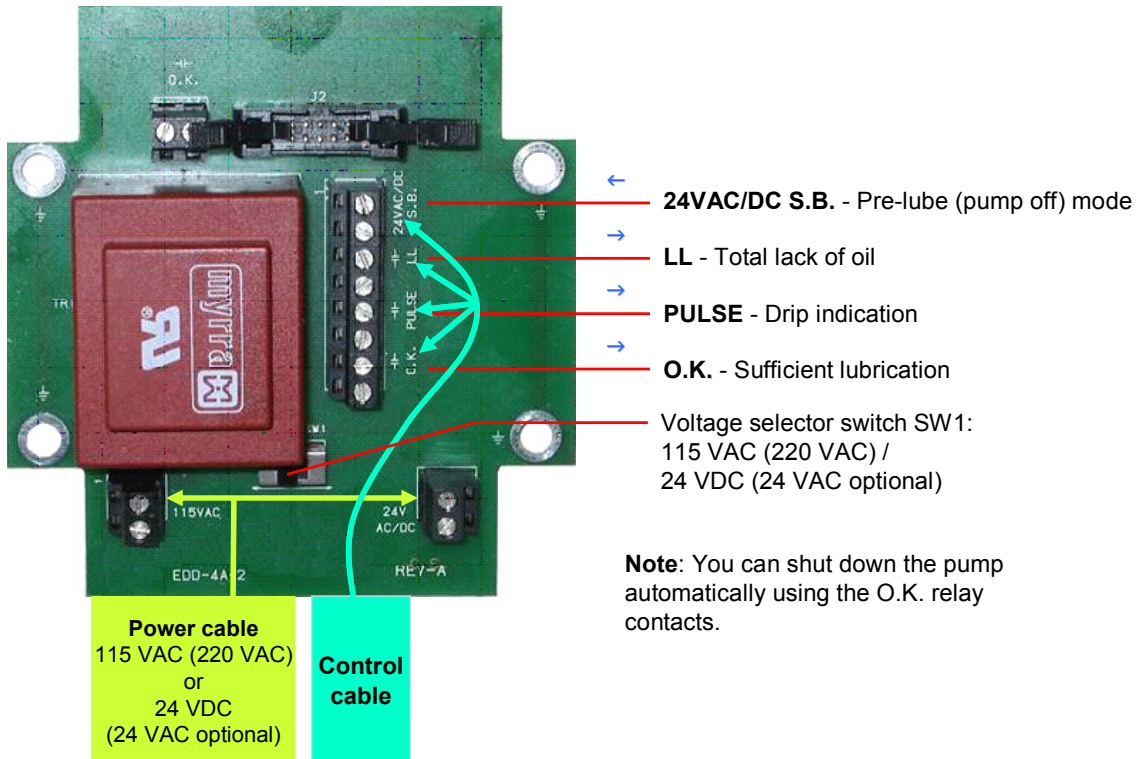 O.K.
J2
24VAC/DC
S.B.
LL
PULSE
O.K.
TR1
myrra
115VAC
24V
AC/DC
EDD-4A-2
RE7-A
← 24VAC/DC S.B. - Pre-lube (pump off) mode
→ LL - Total lack of oil
→ PULSE - Drip indication
→ O.K. - Sufficient lubrication
Voltage selector switch SW1:
115 VAC (220 VAC) /
24 VDC (24 VAC optional)
Note: You can shut down the pump
automatically using the O.K. relay
contacts.
Power cable
115 VAC (220 VAC)
or
24 VDC
(24 VAC optional)
Control
cable